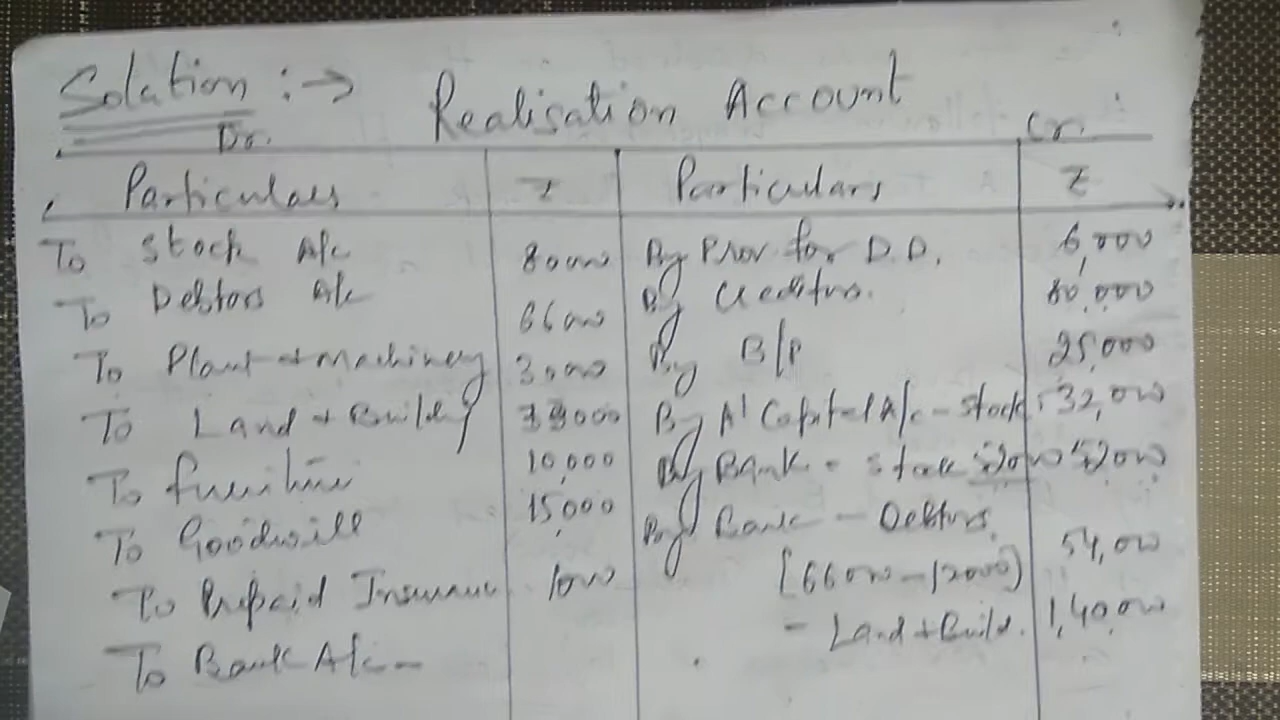 Solation :→ Realisation Account
Dr. Cr.
Particulars ₹ Particulars ₹
To Stock A/c 80000 By Prov for D.D. 6,000
To Debtors A/c 66000 By Creditors. 80,000
To Plant & Machinery 30000 By B/P 25,000
To Land & Building By A' Capital A/c - Stock 32,000
To furniture 10,000 By Bank - Stock
To Goodwill 15,000 By Bank - Debtors 54,000
To Prepaid Insurance 1000 [66000-12000]
To Bank A/c - - Land & Build. 1,40,000